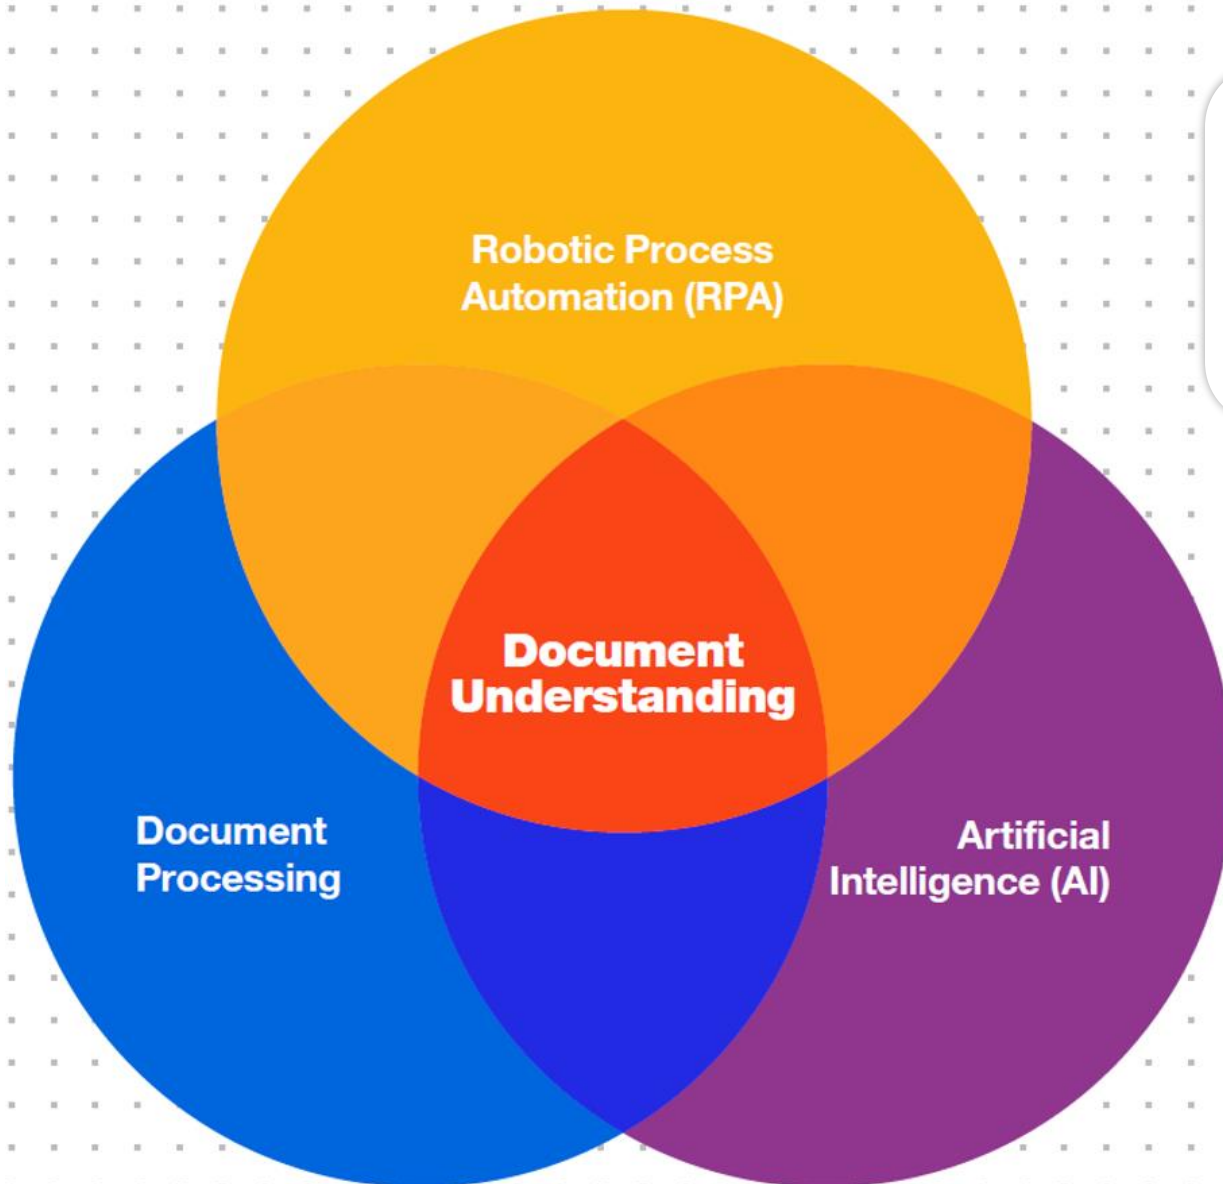 Robotic Process
Automation (RPA)
Document
Understanding
Document
Processing
Artificial
Intelligence (AI)